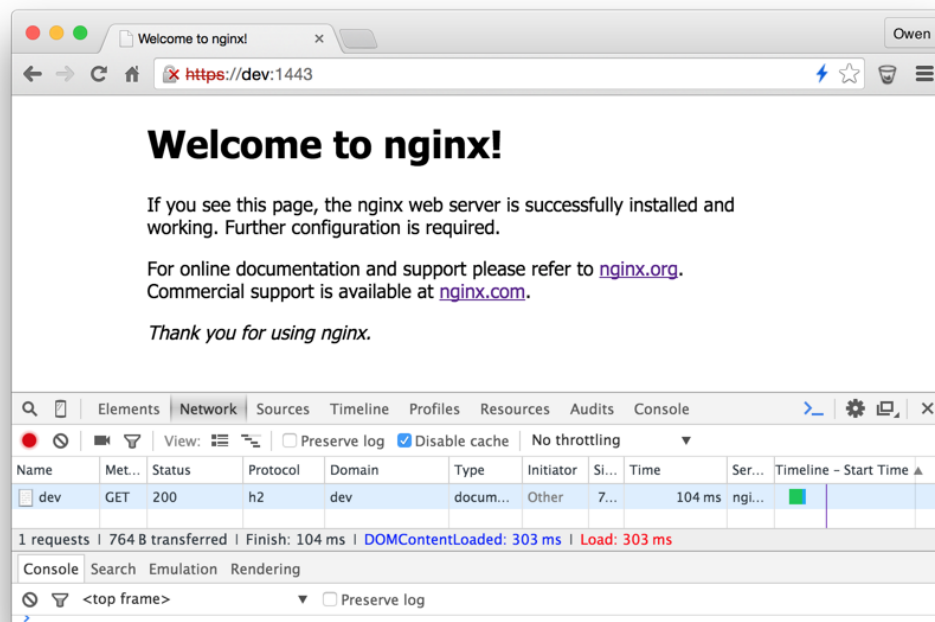 Welcome to nginx!
Owen
https://dev:1443
Welcome to nginx!
If you see this page, the nginx web server is successfully installed and
working. Further configuration is required.
For online documentation and support please refer to nginx.org.
Commercial support is available at nginx.com.
Thank you for using nginx.
Elements Network Sources Timeline Profiles Resources Audits Console
View: Preserve log Disable cache No throttling
Name Met... Status Protocol Domain Type Initiator Si... Time Ser... Timeline – Start Time
dev GET 200 h2 dev docum... Other 7... 104 ms ngi...
1 requests | 764 B transferred | Finish: 104 ms | DOMContentLoaded: 303 ms | Load: 303 ms
Console Search Emulation Rendering
<top frame> Preserve log